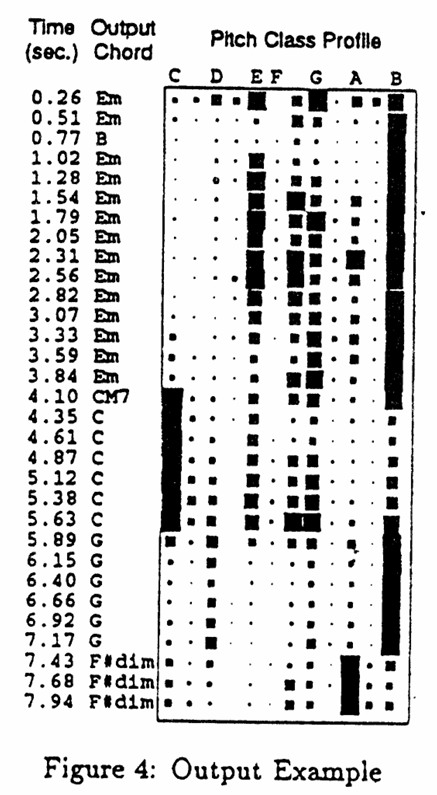 Time Output
(sec.) Chord
Pitch Class Profile
C D E F G A B
0.26 Em
0.51 Em
0.77 B
1.02 Em
1.28 Em
1.54 Em
1.79 Em
2.05 Em
2.31 Em
2.56 Em
2.82 Em
3.07 Em
3.33 Em
3.59 Em
3.84 Em
4.10 CM7
4.35 C
4.61 C
4.87 C
5.12 C
5.38 C
5.63 C
5.89 G
6.15 G
6.40 G
6.66 G
6.92 G
7.17 G
7.43 F#dim
7.68 F#dim
7.94 F#dim
Figure 4: Output Example